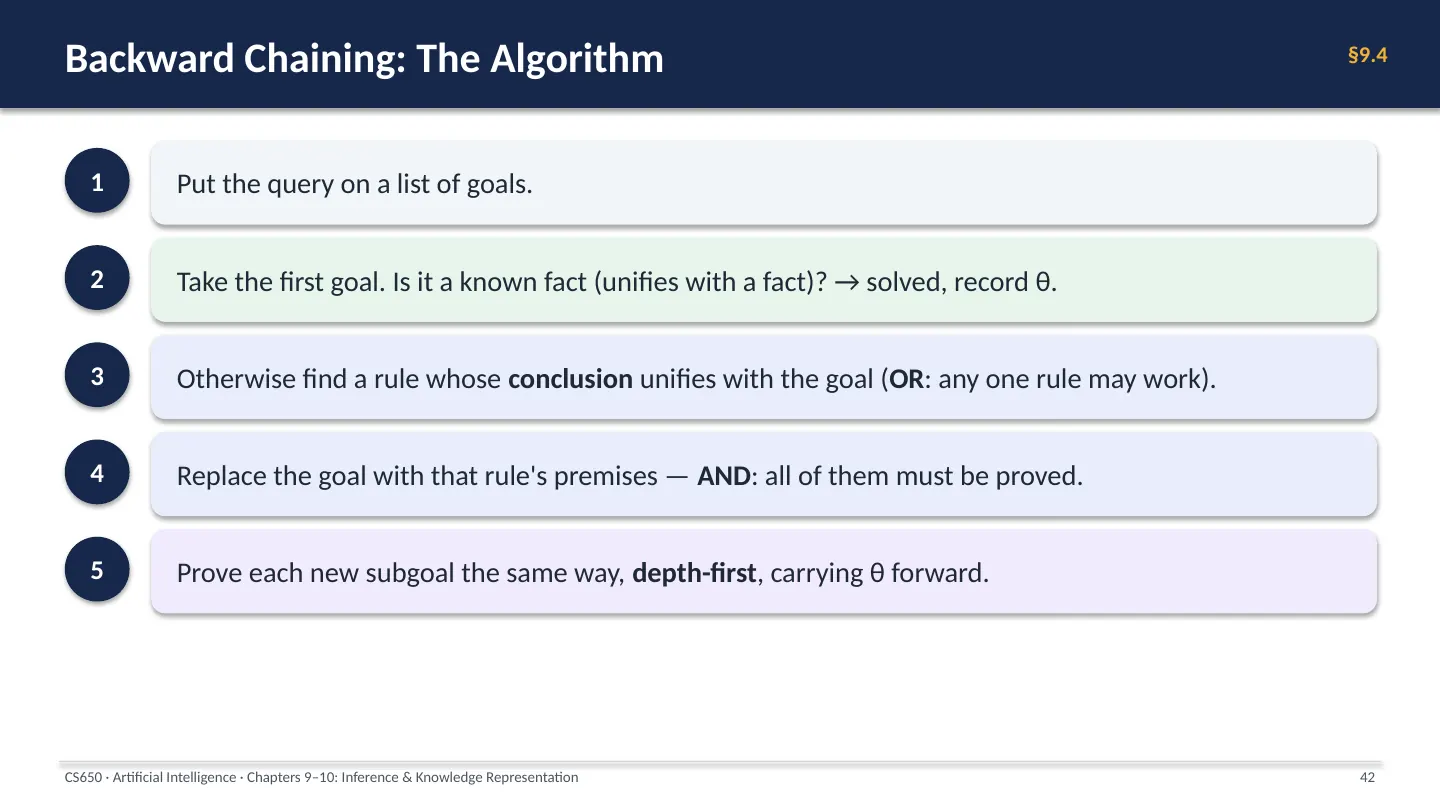 Backward Chaining: The Algorithm
§9.4
1
Put the query on a list of goals.
2
Take the first goal. Is it a known fact (unifies with a fact)? → solved, record θ.
3
Otherwise find a rule whose conclusion unifies with the goal (OR: any one rule may work).
4
Replace the goal with that rule's premises — AND: all of them must be proved.
5
Prove each new subgoal the same way, depth-first, carrying θ forward.
CS650 · Artificial Intelligence · Chapters 9–10: Inference & Knowledge Representation
42